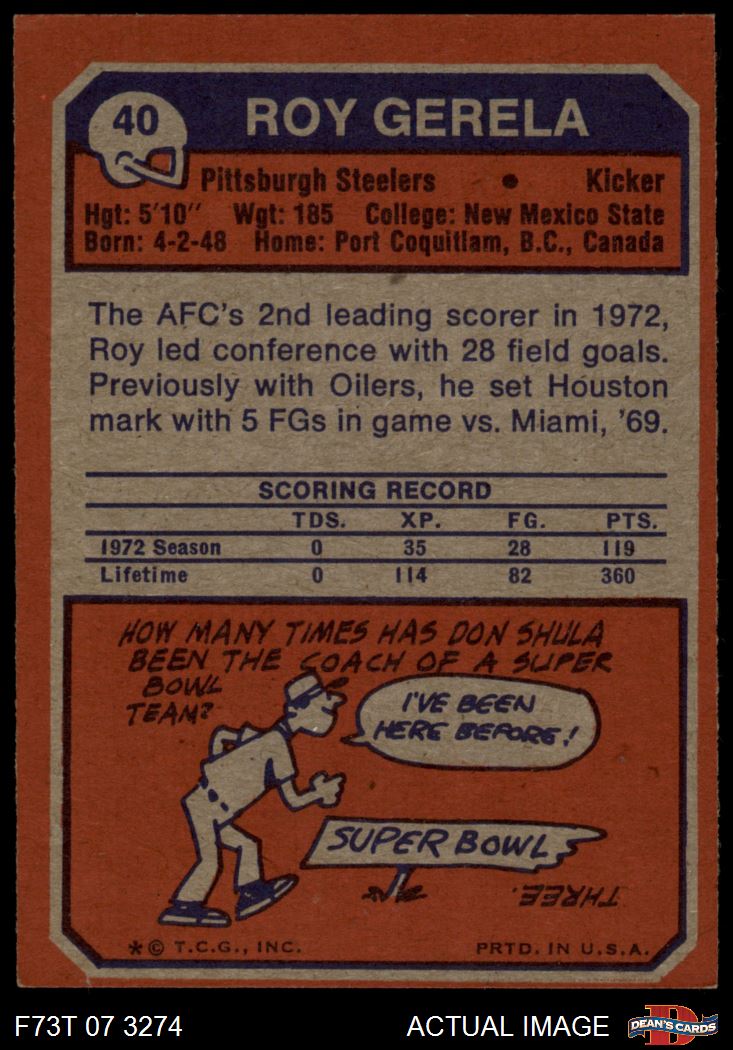 40
ROY GERELA
Pittsburgh Steelers • Kicker
Hgt: 5'10" Wgt: 185 College: New Mexico State
Born: 4-2-48 Home: Port Coquitlam, B.C., Canada
The AFC's 2nd leading scorer in 1972,
Roy led conference with 28 field goals.
Previously with Oilers, he set Houston
mark with 5 FGs in game vs. Miami, '69.
SCORING RECORD
TDS. XP. FG. PTS.
1972 Season 0 35 28 119
Lifetime 0 114 82 360
HOW MANY TIMES HAS DON SHULA
BEEN THE COACH OF A SUPER
BOWL
TEAM?
I'VE BEEN
HERE BEFORE!
SUPER BOWL
THREE.
*© T.C.G., INC. PRTD. IN U.S.A.
F73T 07 3274 ACTUAL IMAGE
D
DEAN'S CARDS